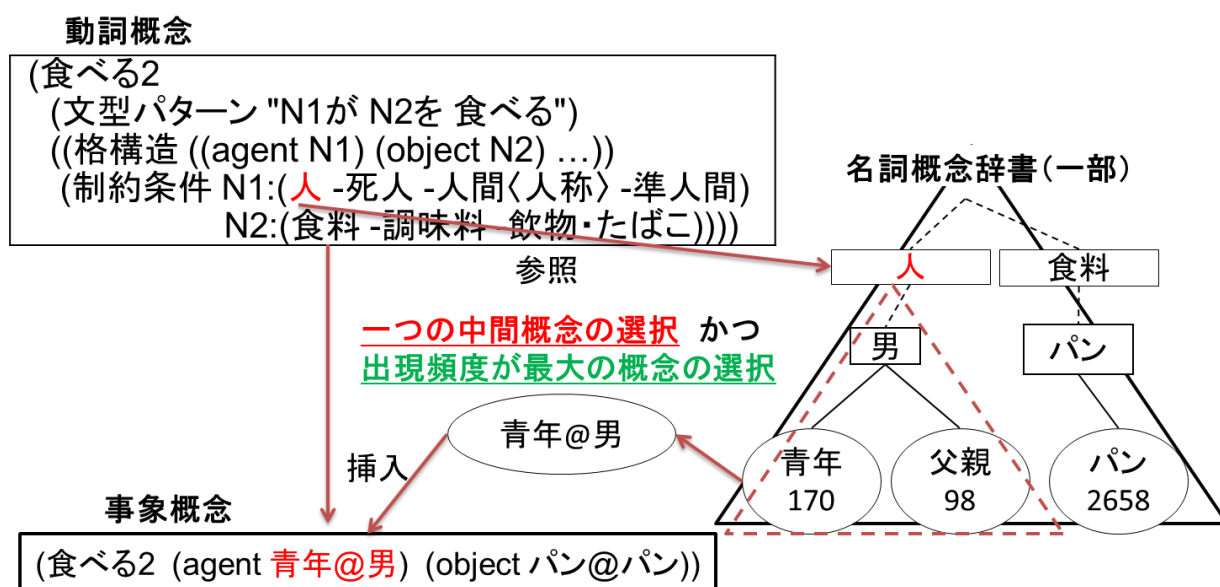 動詞概念
(食べる2
(文型パターン "N1が N2を 食べる")
((格構造 ((agent N1) (object N2) …))
(制約条件 N1:(人 -死人 -人間〈人称〉 -準人間)
N2:(食料 -調味料 -飲物・たばこ))))
参照
名詞概念辞書(一部)
人
食料
男
パン
一つの中間概念の選択 かつ
出現頻度が最大の概念の選択
青年@男
青年
170
父親
98
パン
2658
挿入
事象概念
(食べる2 (agent 青年@男) (object パン@パン))